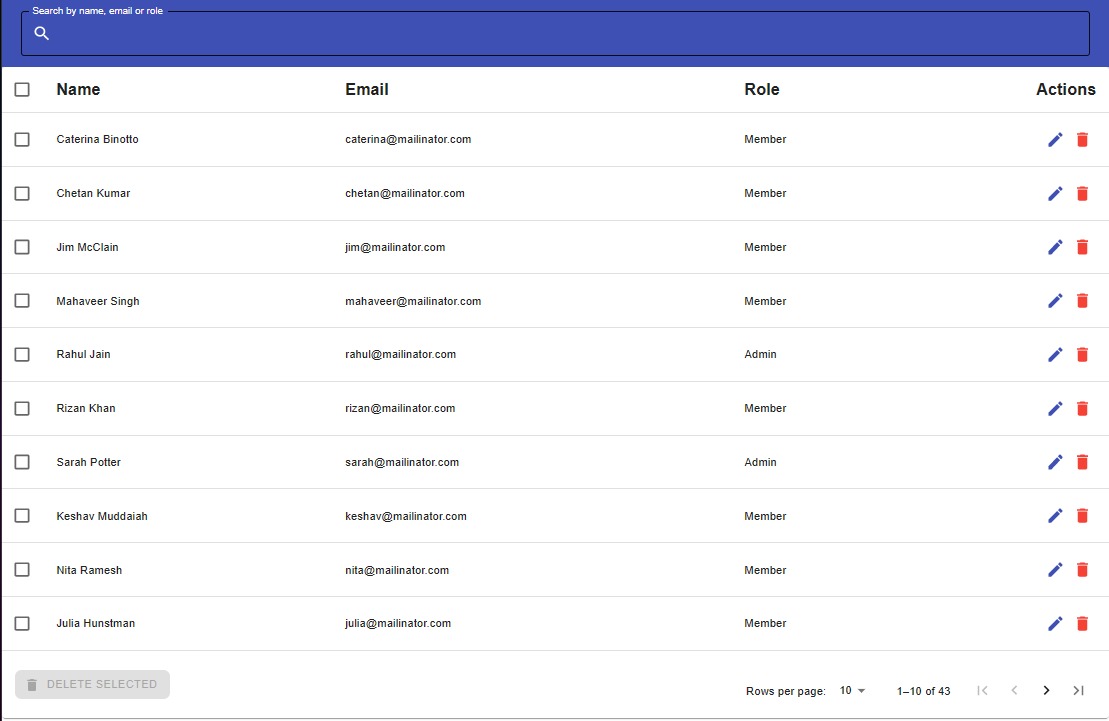 Search by name, email or role
Name Email Role Actions
Caterina Binotto caterina@mailinator.com Member
Chetan Kumar chetan@mailinator.com Member
Jim McClain jim@mailinator.com Member
Mahaveer Singh mahaveer@mailinator.com Member
Rahul Jain rahul@mailinator.com Admin
Rizan Khan rizan@mailinator.com Member
Sarah Potter sarah@mailinator.com Admin
Keshav Muddaiah keshav@mailinator.com Member
Nita Ramesh nita@mailinator.com Member
Julia Hunstman julia@mailinator.com Member
DELETE SELECTED
Rows per page: 10 1–10 of 43